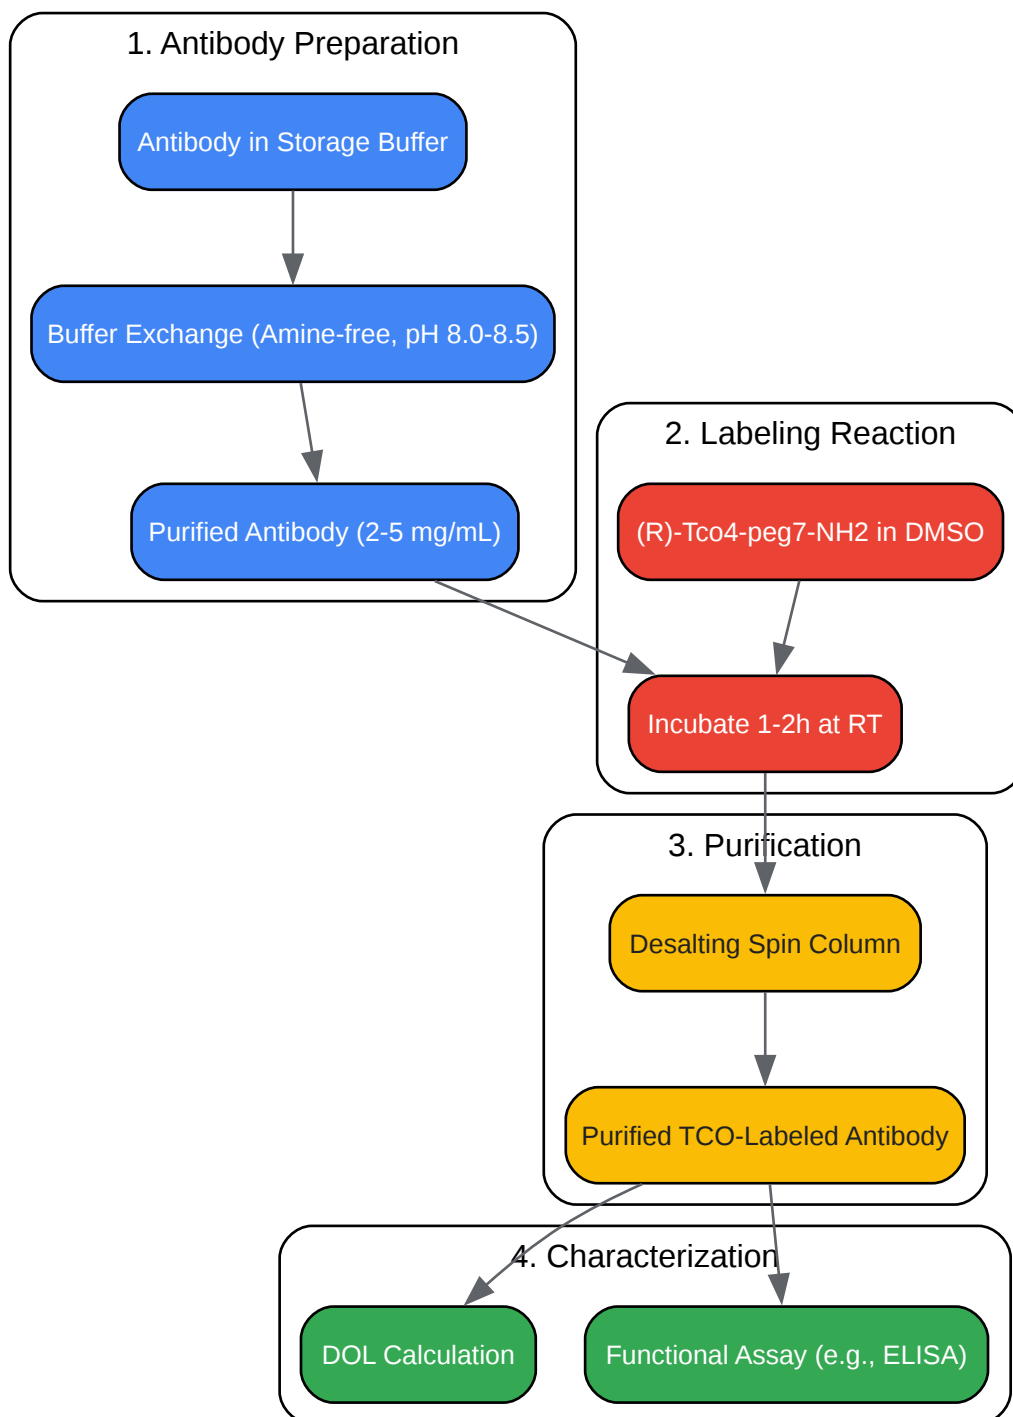 1. Antibody Preparation
Antibody in Storage Buffer
Buffer Exchange (Amine-free, pH 8.0-8.5)
Purified Antibody (2-5 mg/mL)
2. Labeling Reaction
(R)-Tco4-peg7-NH2 in DMSO
Incubate 1-2h at RT
3. Purification
Desalting Spin Column
Purified TCO-Labeled Antibody
4. Characterization
DOL Calculation
Functional Assay (e.g., ELISA)